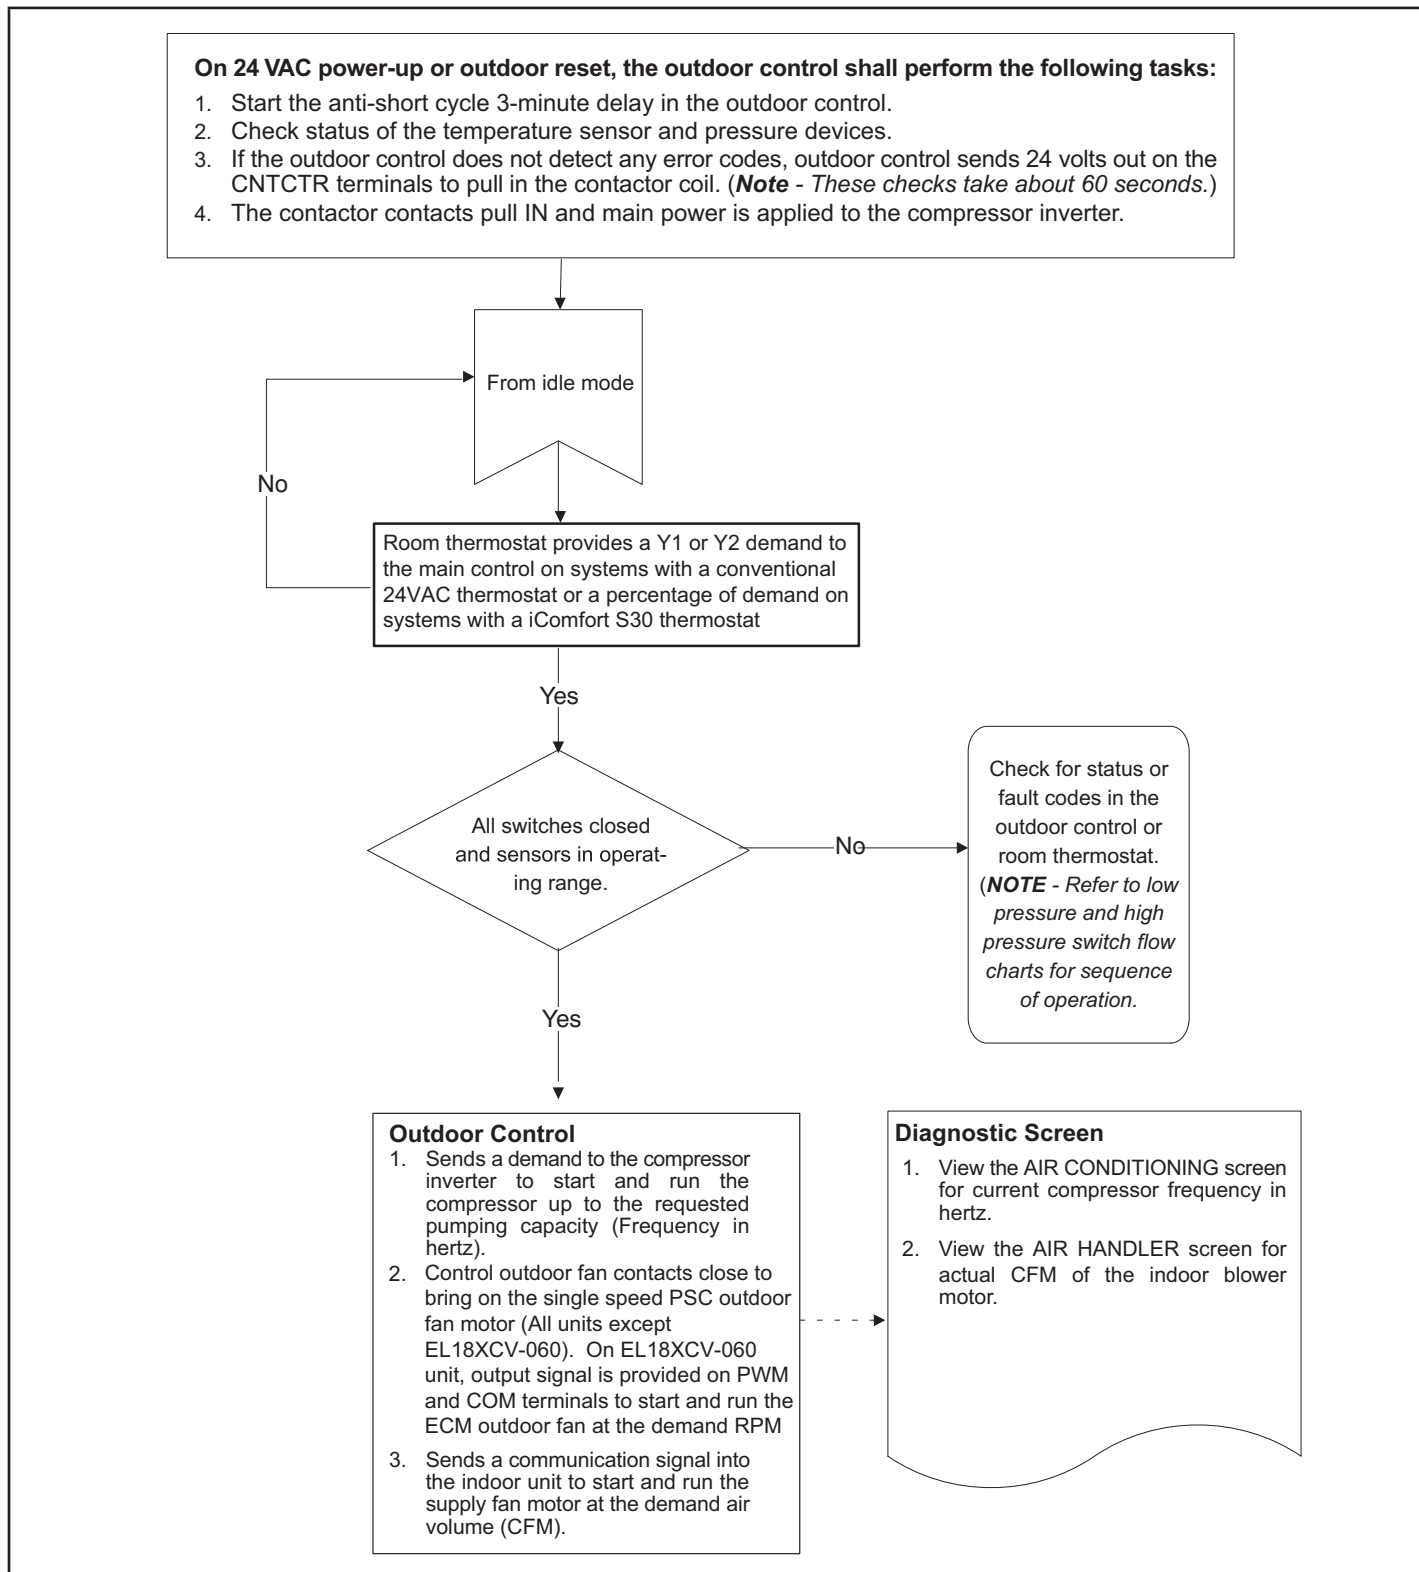 On 24 VAC power-up or outdoor reset, the outdoor control shall perform the following tasks:
1. Start the anti-short cycle 3-minute delay in the outdoor control.
2. Check status of the temperature sensor and pressure devices.
3. If the outdoor control does not detect any error codes, outdoor control sends 24 volts out on the
CNTCTR terminals to pull in the contactor coil. (Note - These checks take about 60 seconds.)
4. The contactor contacts pull IN and main power is applied to the compressor inverter.
From idle mode
No
Room thermostat provides a Y1 or Y2 demand to
the main control on systems with a conventional
24VAC thermostat or a percentage of demand on
systems with a iComfort S30 thermostat
Yes
All switches closed
and sensors in operat-
ing range.
No
Check for status or
fault codes in the
outdoor control or
room thermostat.
(NOTE - Refer to low
pressure and high
pressure switch flow
charts for sequence
of operation.
Yes
Outdoor Control
1. Sends a demand to the compressor
inverter to start and run the
compressor up to the requested
pumping capacity (Frequency in
hertz).
2. Control outdoor fan contacts close to
bring on the single speed PSC outdoor
fan motor (All units except
EL18XCV-060). On EL18XCV-060
unit, output signal is provided on PWM
and COM terminals to start and run the
ECM outdoor fan at the demand RPM
3. Sends a communication signal into
the indoor unit to start and run the
supply fan motor at the demand air
volume (CFM).
Diagnostic Screen
1. View the AIR CONDITIONING screen
for current compressor frequency in
hertz.
2. View the AIR HANDLER screen for
actual CFM of the indoor blower
motor.